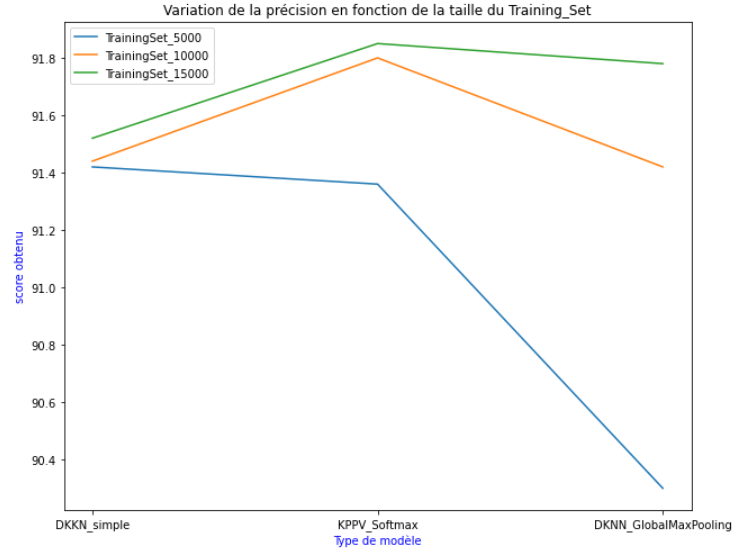 Variation de la précision en fonction de la taille du Training_Set
TrainingSet_5000
TrainingSet_10000
TrainingSet_15000
score obtenu
91.8
91.6
91.4
91.2
91.0
90.8
90.6
90.4
DKKN_simple
KPPV_Softmax
DKNN_GlobalMaxPooling
Type de modèle